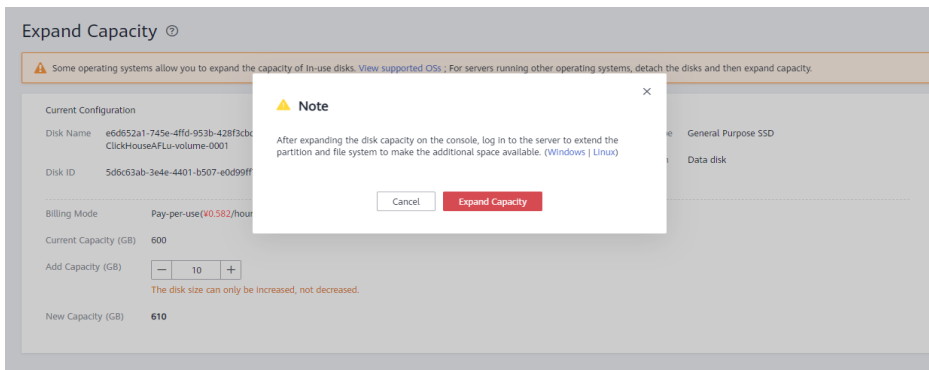 Expand Capacity
Some operating systems allow you to expand the capacity of In-use disks. View supported OSs ; For servers running other operating systems, detach the disks and then expand capacity.
Note
After expanding the disk capacity on the console, log in to the server to extend the
partition and file system to make the additional space available. (Windows | Linux)
Cancel Expand Capacity
Current Configuration
Disk Name e6d652a1-745e-4ffd-953b-428f3cbd General Purpose SSD
ClickHouseAFLu-volume-0001
Data disk
Disk ID 5d6c63ab-3e4e-4401-b507-e0d99ff
Billing Mode Pay-per-use(¥0.582/hour
Current Capacity (GB) 600
Add Capacity (GB) — 10 +
The disk size can only be increased, not decreased.
New Capacity (GB) 610